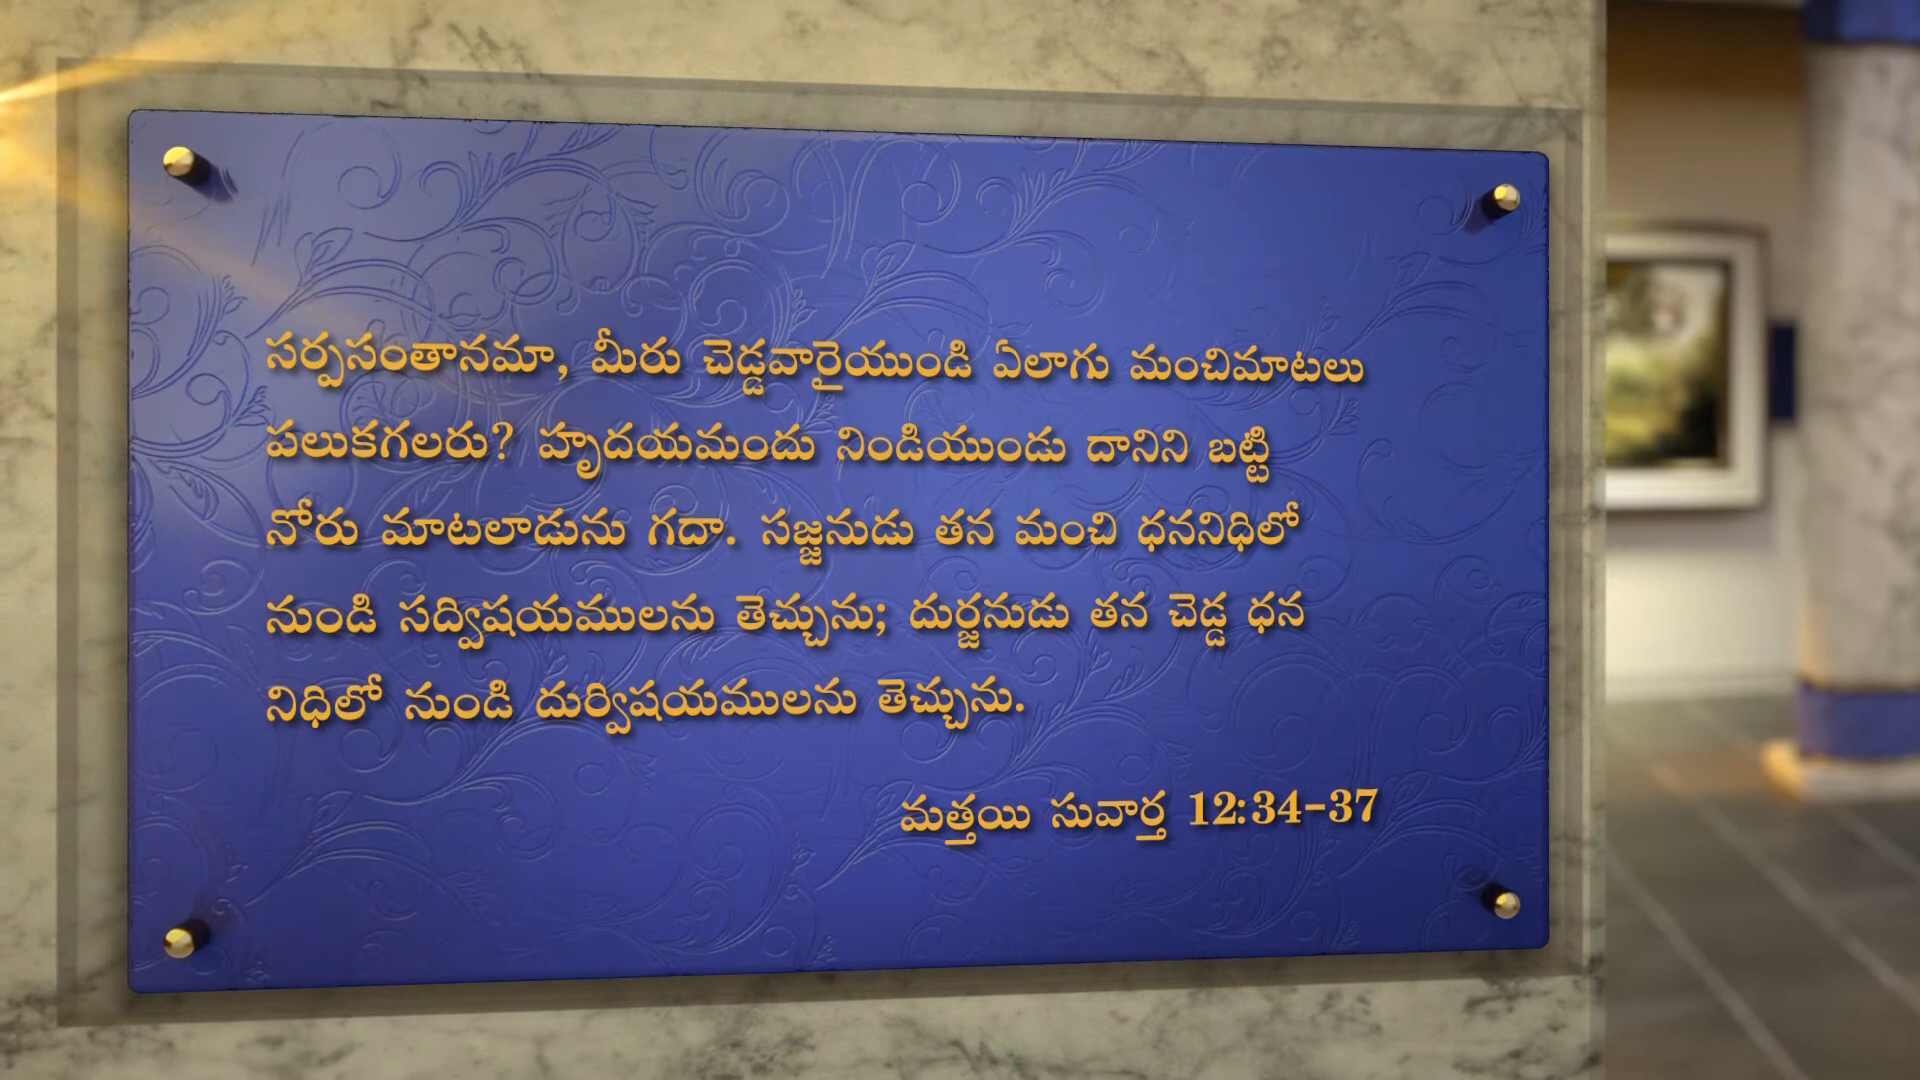 సర్పసంతానమా, మీరు చెడ్డవారైయుండి ఏలాగు మంచిమాటలు
పలుకగలరు? హృదయమందు నిండియుండు దానిని బట్టి
నోరు మాటలాడును గదా. సజ్జనుడు తన మంచి ధననిధిలో
నుండి సద్విషయములను తెచ్చును; దుర్జనుడు తన చెడ్డ ధన
నిధిలో నుండి దుర్విషయములను తెచ్చును.
మత్తయి సువార్త 12:34-37